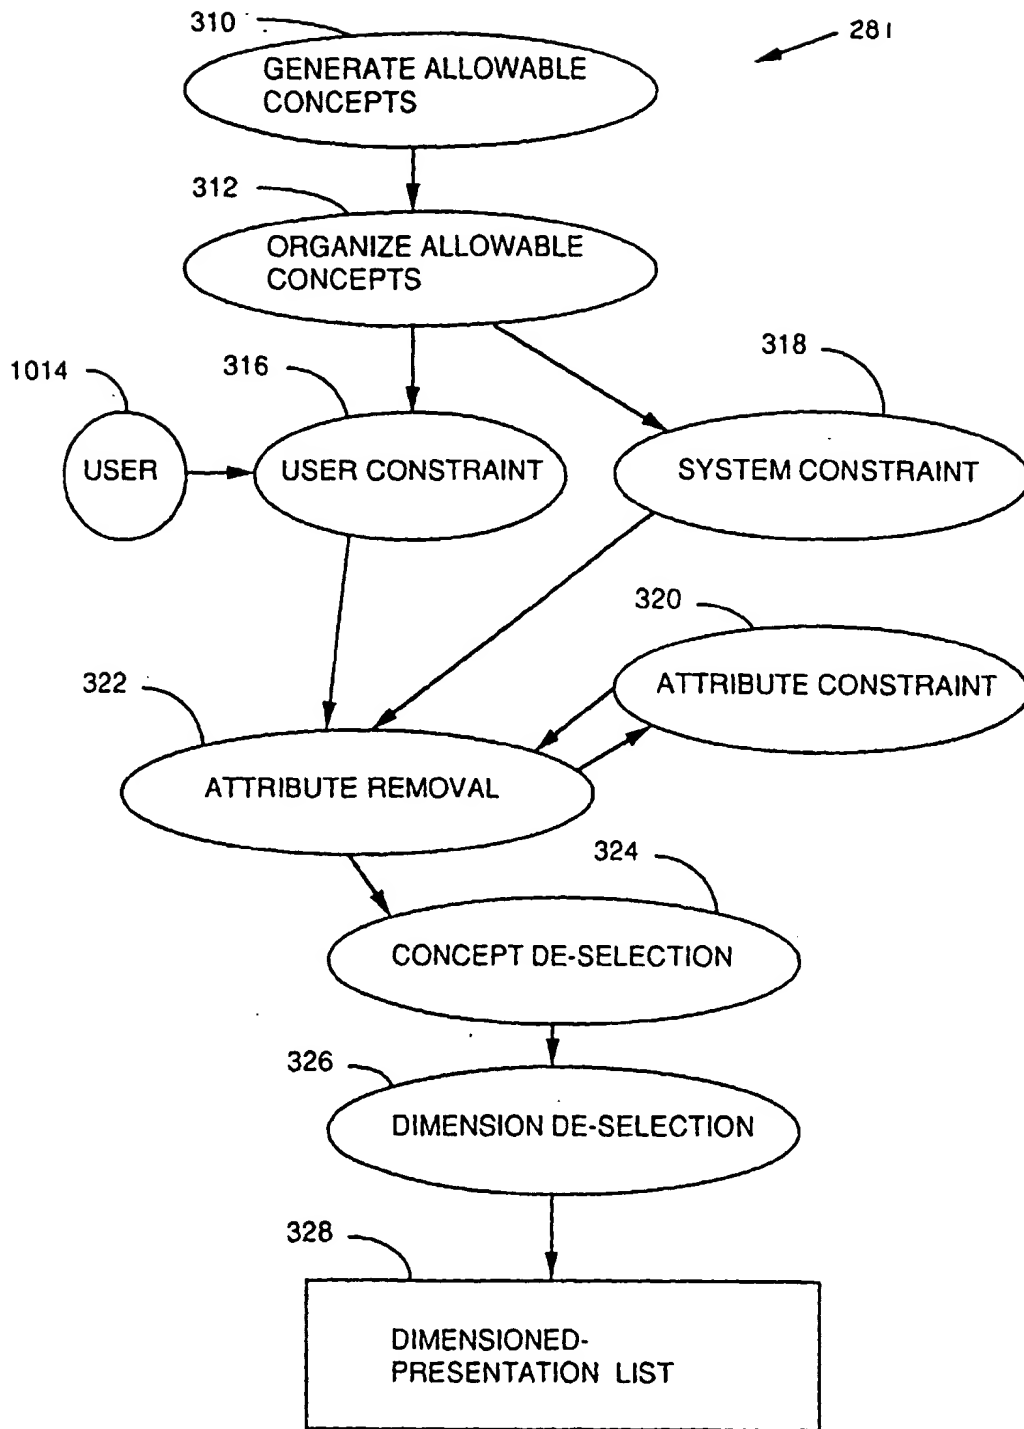 310
281
GENERATE ALLOWABLE
CONCEPTS
312
ORGANIZE ALLOWABLE
CONCEPTS
1014
316
318
USER
USER CONSTRAINT
SYSTEM CONSTRAINT
320
322
ATTRIBUTE CONSTRAINT
ATTRIBUTE REMOVAL
324
CONCEPT DE-SELECTION
326
DIMENSION DE-SELECTION
328
DIMENSIONED-
PRESENTATION LIST